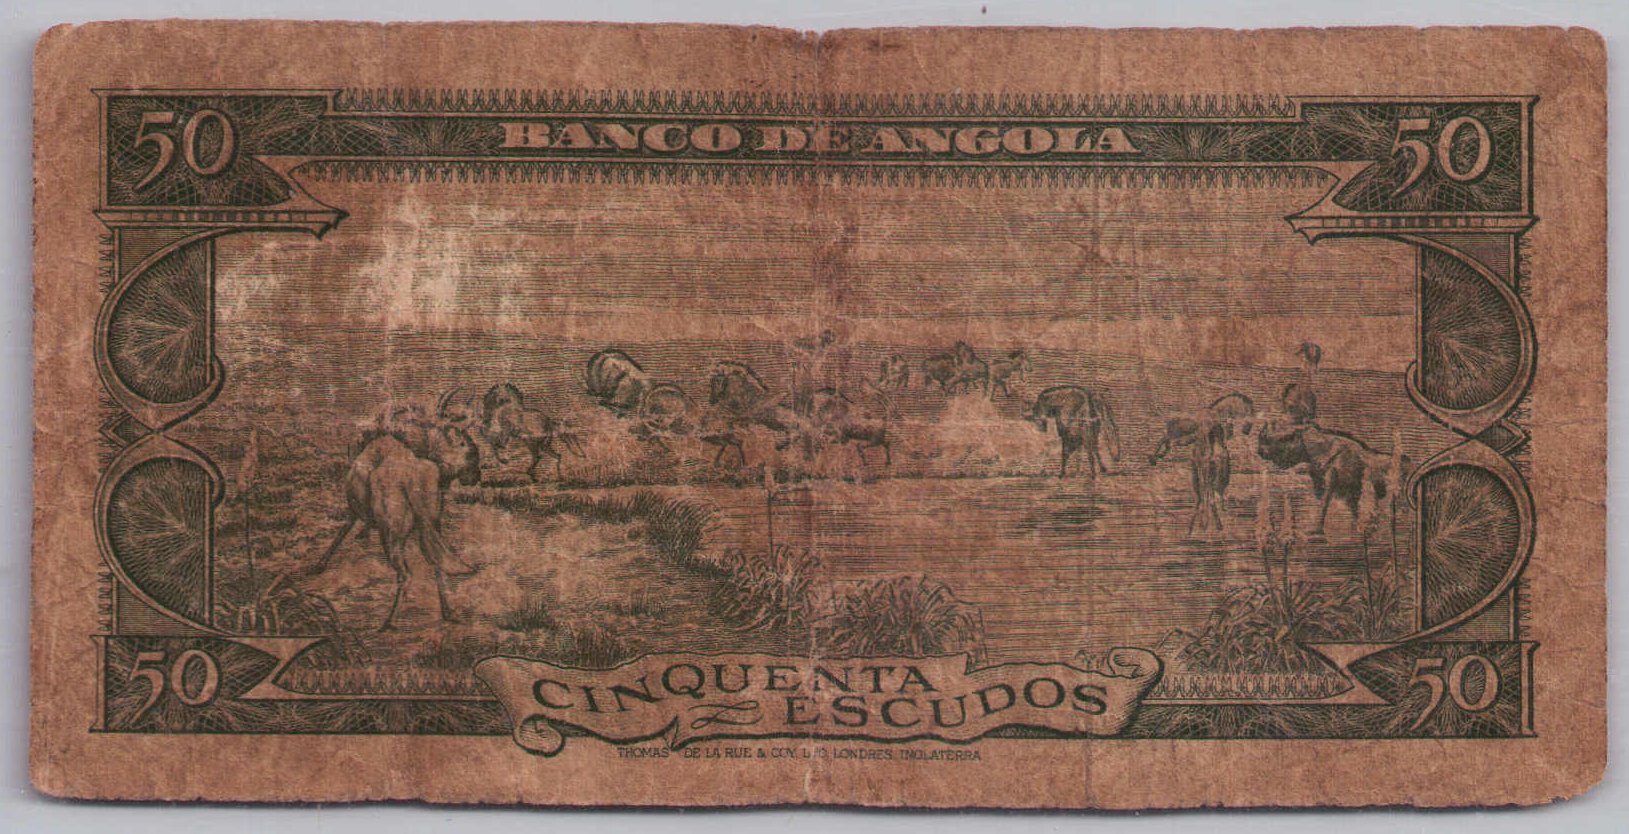 50 BANCO DE ANGOLA 50
50 CINQUENTA 50
ESCUDOS
THOMAS DE LA RUE & COY. LTD. LONDRES. INGLATERRA